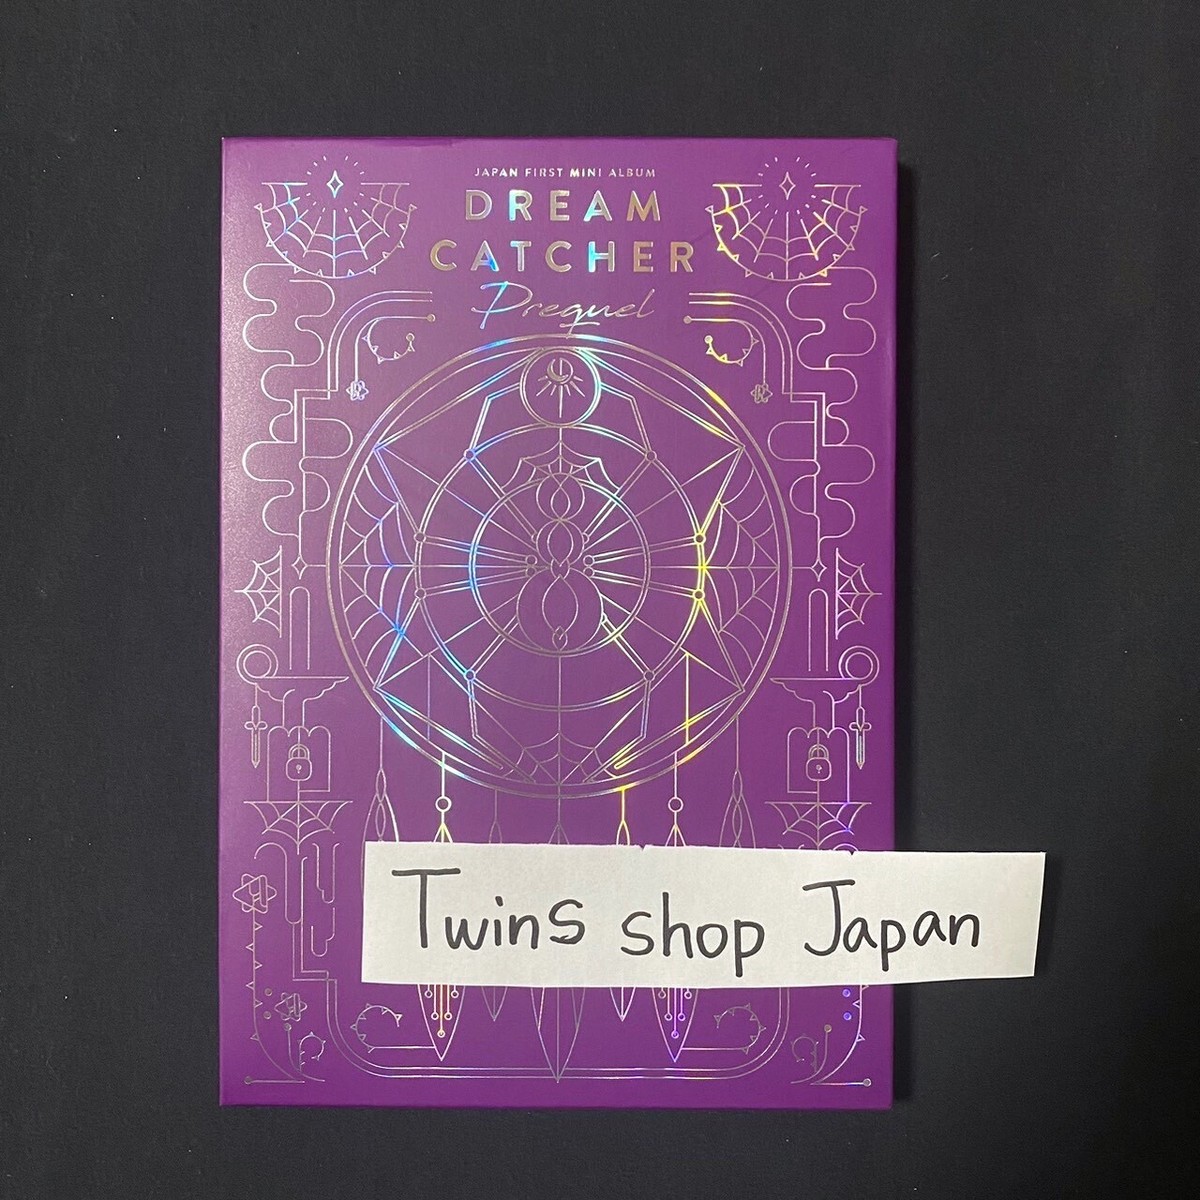 JAPAN FIRST MINI ALBUM
DREAM
CATCHER
Prequel
Twins shop Japan